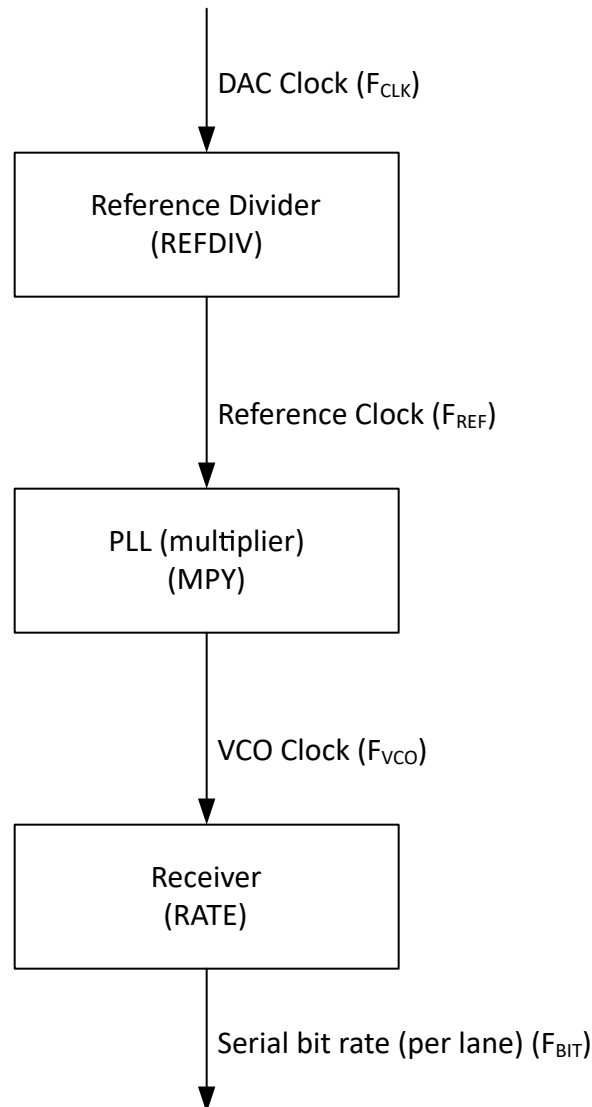 DAC Clock (FCLK)
Reference Divider
(REFDIV)
Reference Clock (FREF)
PLL (multiplier)
(MPY)
VCO Clock (FVCO)
Receiver
(RATE)
Serial bit rate (per lane) (FBIT)